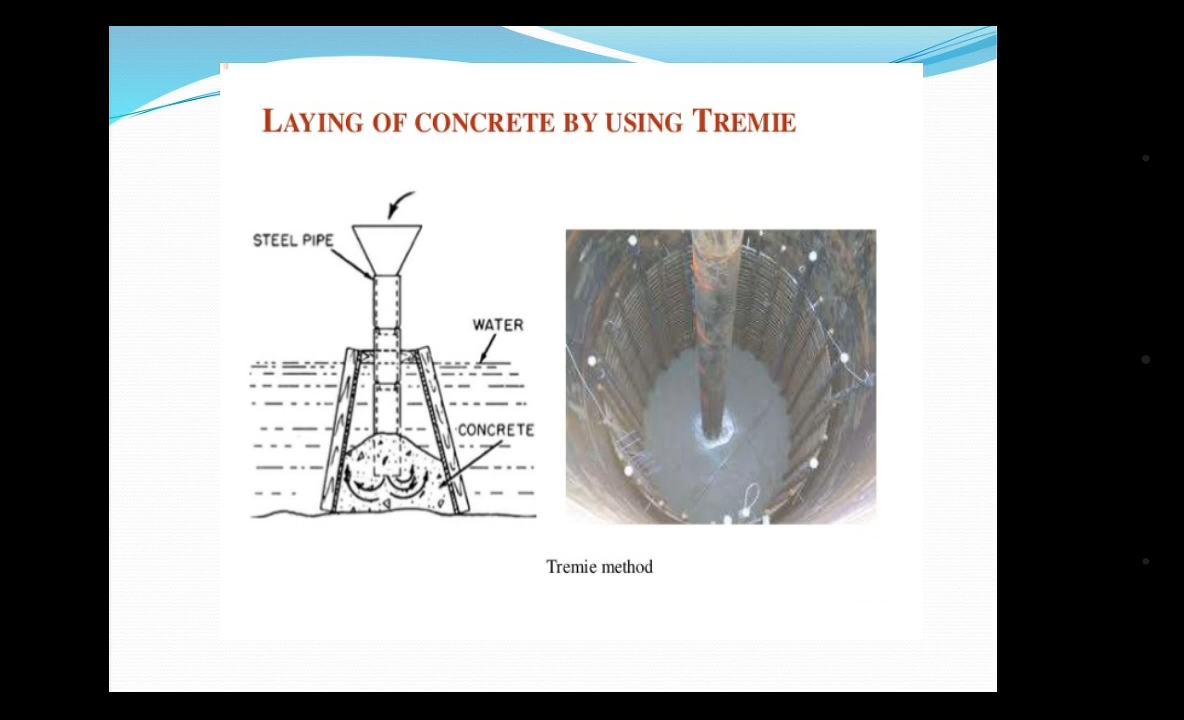 LAYING OF CONCRETE BY USING TREMIE
STEEL PIPE
WATER
CONCRETE
Tremie method